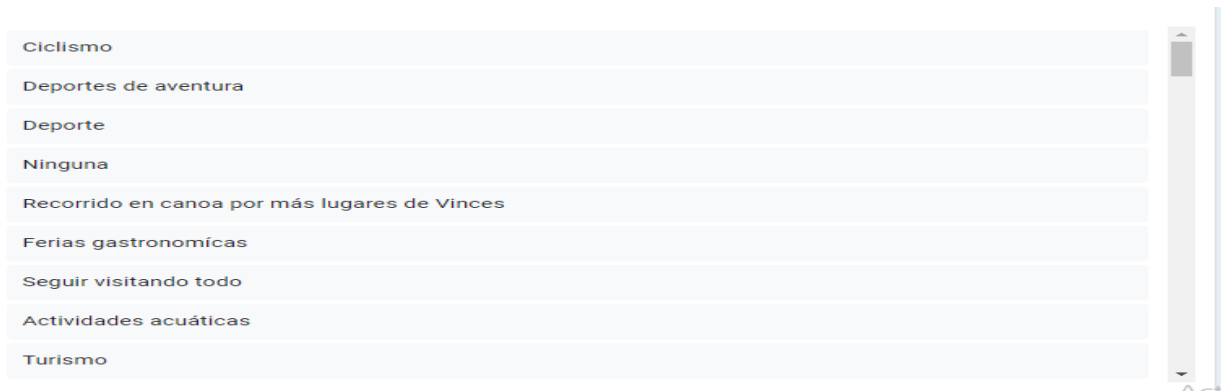 Ciclismo
Deportes de aventura
Deporte
Ninguna
Recorrido en canoa por más lugares de Vinces
Ferias gastronomícas
Seguir visitando todo
Actividades acuáticas
Turismo